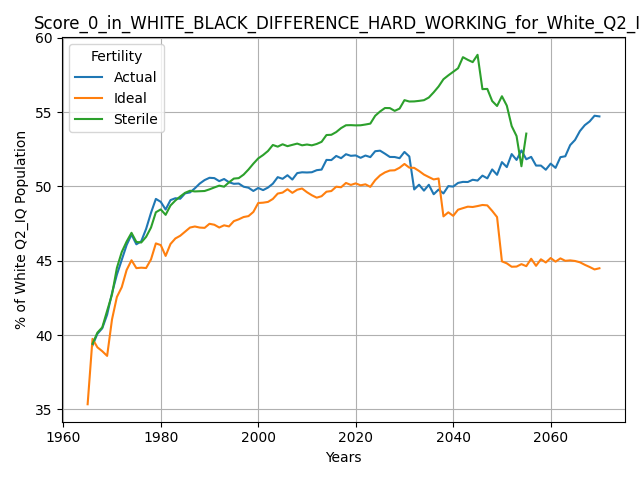 Score_0_in_WHITE_BLACK_DIFFERENCE_HARD_WORKING_for_White_Q2_I
Fertility
Actual
Ideal
Sterile
% of White Q2_IQ Population
60
55
50
45
40
35
1960
1980
2000
2020
2040
2060
Years